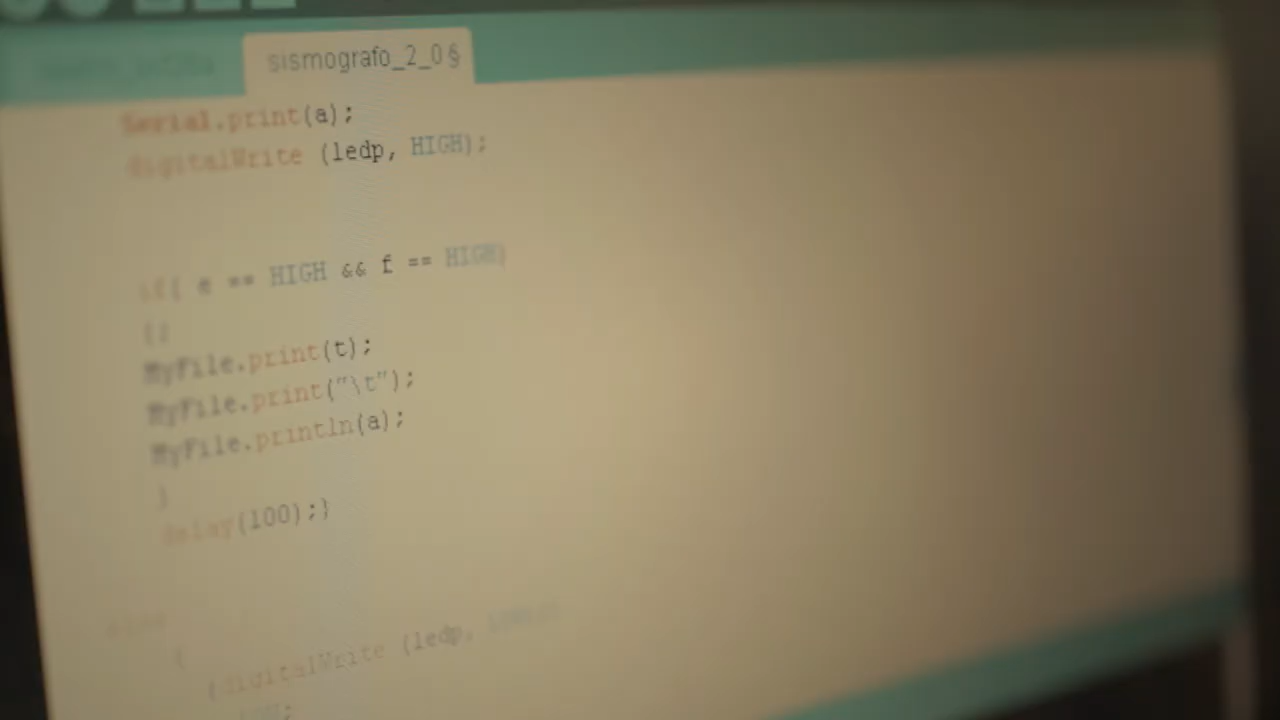 sismografo_2_0§
Serial.print(a);
digitalWrite (ledp, HIGH);
if( e == HIGH && f == HIGH)
{
MyFile.print(t);
MyFile.print("\t");
MyFile.println(a);
}
delay(100);}
else
{
digitalWrite (ledp,